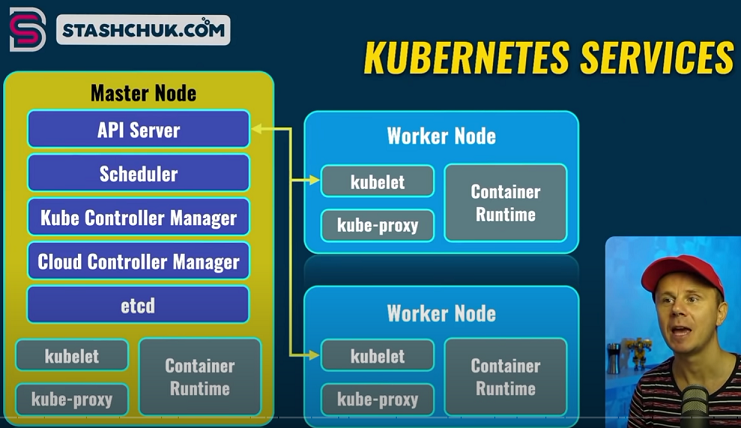 STASHCHUK.COM
KUBERNETES SERVICES
Master Node
API Server
Scheduler
Kube Controller Manager
Cloud Controller Manager
etcd
kubelet
kube-proxy
Container
Runtime
Worker Node
kubelet
kube-proxy
Container
Runtime
Worker Node
kubelet
kube-proxy
Container
Runtime